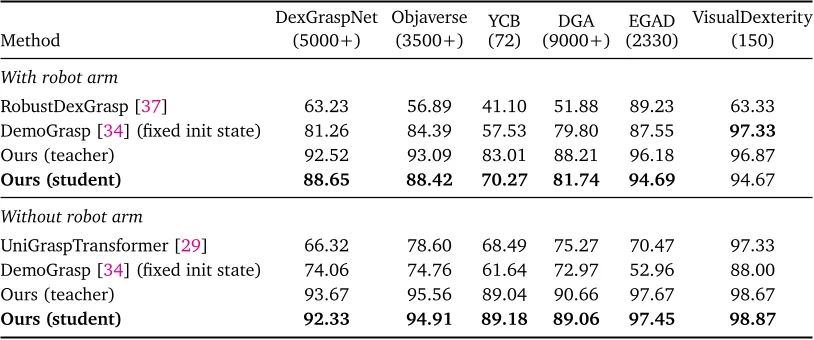 Method DexGraspNet (5000+) Objaverse (3500+) YCB (72) DGA (9000+) EGAD (2330) VisualDexterity (150)
With robot arm
RobustDexGrasp [37] 63.23 56.89 41.10 51.88 89.23 63.33
DemoGrasp [34] (fixed init state) 81.26 84.39 57.53 79.80 87.55 97.33
Ours (teacher) 92.52 93.09 83.01 88.21 96.18 96.87
Ours (student) 88.65 88.42 70.27 81.74 94.69 94.67
Without robot arm
UniGraspTransformer [29] 66.32 78.60 68.49 75.27 70.47 97.33
DemoGrasp [34] (fixed init state) 74.06 74.76 61.64 72.97 52.96 88.00
Ours (teacher) 93.67 95.56 89.04 90.66 97.67 98.67
Ours (student) 92.33 94.91 89.18 89.06 97.45 98.87